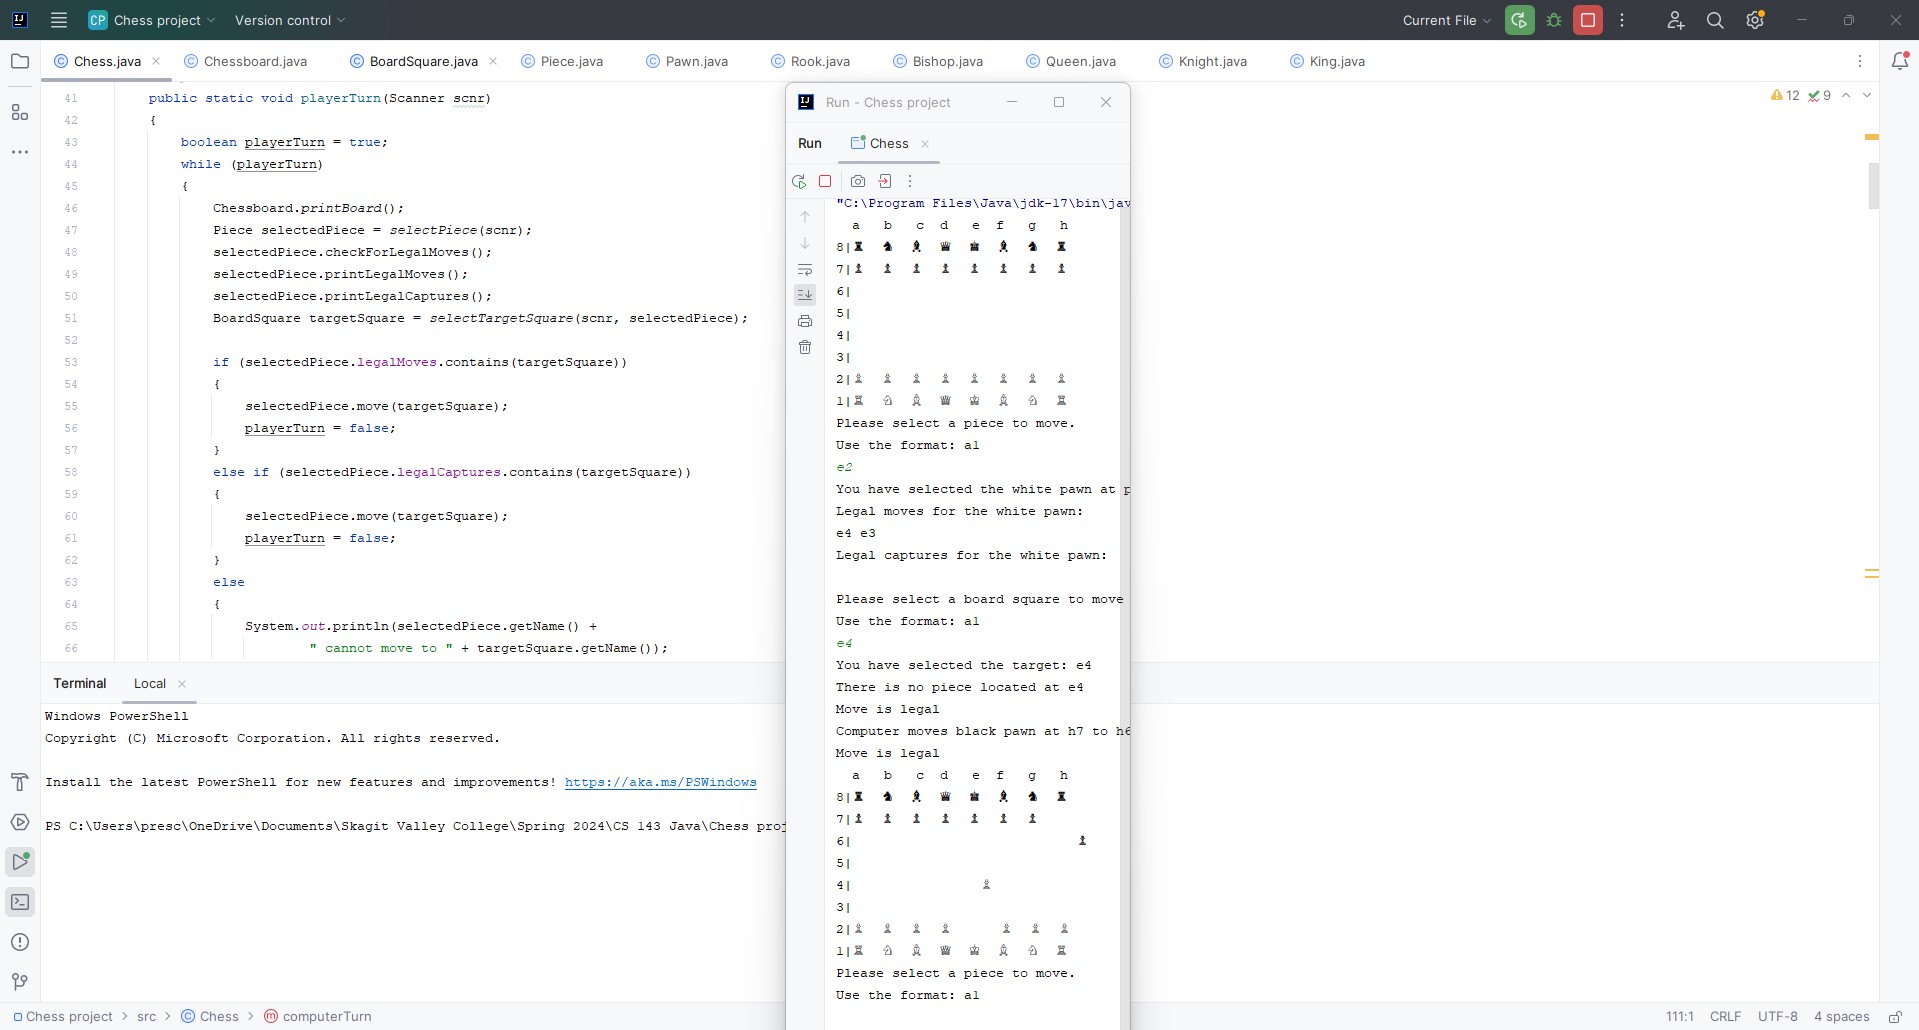 CP Chess project Version control Current File
Chess.java Chessboard.java BoardSquare.java Piece.java Pawn.java Rook.java Bishop.java Queen.java Knight.java King.java
12 9
41 public static void playerTurn(Scanner scnr)
42 {
43 boolean playerTurn = true;
44 while (playerTurn)
45 {
46 Chessboard.printBoard();
47 Piece selectedPiece = selectPiece(scnr);
48 selectedPiece.checkForLegalMoves();
49 selectedPiece.printLegalMoves();
50 selectedPiece.printLegalCaptures();
51 BoardSquare targetSquare = selectTargetSquare(scnr, selectedPiece);
52
53 if (selectedPiece.legalMoves.contains(targetSquare))
54 {
55 selectedPiece.move(targetSquare);
56 playerTurn = false;
57 }
58 else if (selectedPiece.legalCaptures.contains(targetSquare))
59 {
60 selectedPiece.move(targetSquare);
61 playerTurn = false;
62 }
63 else
64 {
65 System.out.println(selectedPiece.getName() +
66 " cannot move to " + targetSquare.getName());
Terminal Local
Windows PowerShell
Copyright (C) Microsoft Corporation. All rights reserved.
Install the latest PowerShell for new features and improvements! https://aka.ms/PSWindows
PS C:\Users\presc\OneDrive\Documents\Skagit Valley College\Spring 2024\CS 143 Java\Chess proj
Run - Chess project
Run Chess
"C:\Program Files\Java\jdk-17\bin\jav
a b c d e f g h
8|♜ ♞ ♝ ♛ ♚ ♝ ♞ ♜
7|♟ ♟ ♟ ♟ ♟ ♟ ♟ ♟
6|
5|
4|
3|
2|♙ ♙ ♙ ♙ ♙ ♙ ♙ ♙
1|♖ ♘ ♗ ♕ ♔ ♗ ♘ ♖
Please select a piece to move.
Use the format: a1
e2
You have selected the white pawn at p
Legal moves for the white pawn:
e4 e3
Legal captures for the white pawn:
Please select a board square to move
Use the format: a1
e4
You have selected the target: e4
There is no piece located at e4
Move is legal
Computer moves black pawn at h7 to h6
Move is legal
a b c d e f g h
8|♜ ♞ ♝ ♛ ♚ ♝ ♞ ♜
7|♟ ♟ ♟ ♟ ♟ ♟ ♟
6| ♟
5|
4| ♙
3|
2|♙ ♙ ♙ ♙ ♙ ♙ ♙
1|♖ ♘ ♗ ♕ ♔ ♗ ♘ ♖
Please select a piece to move.
Use the format: a1
Chess project > src > Chess > computerTurn
111:1 CRLF UTF-8 4 spaces